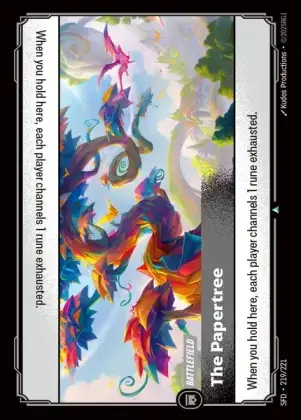 When you hold here, each player channels 1 rune exhausted.
BATTLEFIELD
The Papertree
When you hold here, each player channels 1 rune exhausted.
SFD • 219/221
Kudos Productions • ©2025RG1